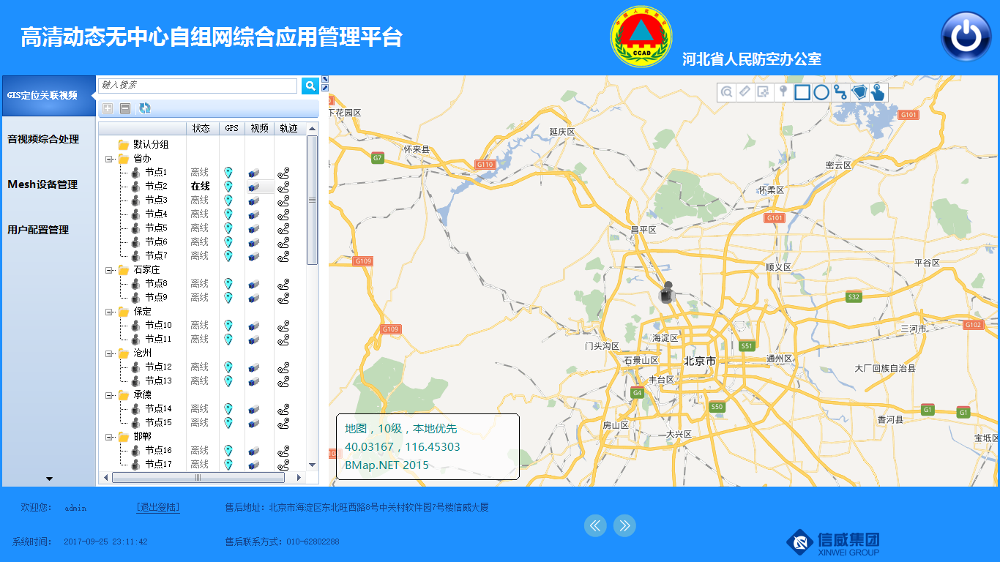 高清动态无中心自组网综合应用管理平台
中国人民防空
CCAD
河北省人民防空办公室
GIS定位关联视频
音视频综合处理
Mesh设备管理
用户配置管理
键入搜索
状态 GPS 视频 轨迹
默认分组
省办
节点1 离线
节点2 在线
节点3 离线
节点4 离线
节点5 离线
节点6 离线
节点7 离线
石家庄
节点8 离线
节点9 离线
保定
节点10 离线
节点11 离线
沧州
节点12 离线
节点13 离线
承德
节点14 离线
节点15 离线
邯郸
节点16 离线
节点17 离线
下花园区
G101
延庆区
怀来县
G7
G110
密云区
怀柔区
G101
昌平区
G109
顺义区
平谷区
S32
G102
三河市
G109
海淀区
门头沟区
S51
石景山区
北京市
通州区
大厂回族自治县
丰台区
G4
S50
G1
G1
香河县
房山区
大兴区
宝坻区
地图，10级，本地优先
40.03167，116.45303
BMap.NET 2015
欢迎您： admin [退出登陆]
售后地址：北京市海淀区东北旺西路8号中关村软件园7号楼信威大厦
系统时间： 2017-09-25 23:11:42
售后联系方式：010-62802288
信威集团
XINWEI GROUP